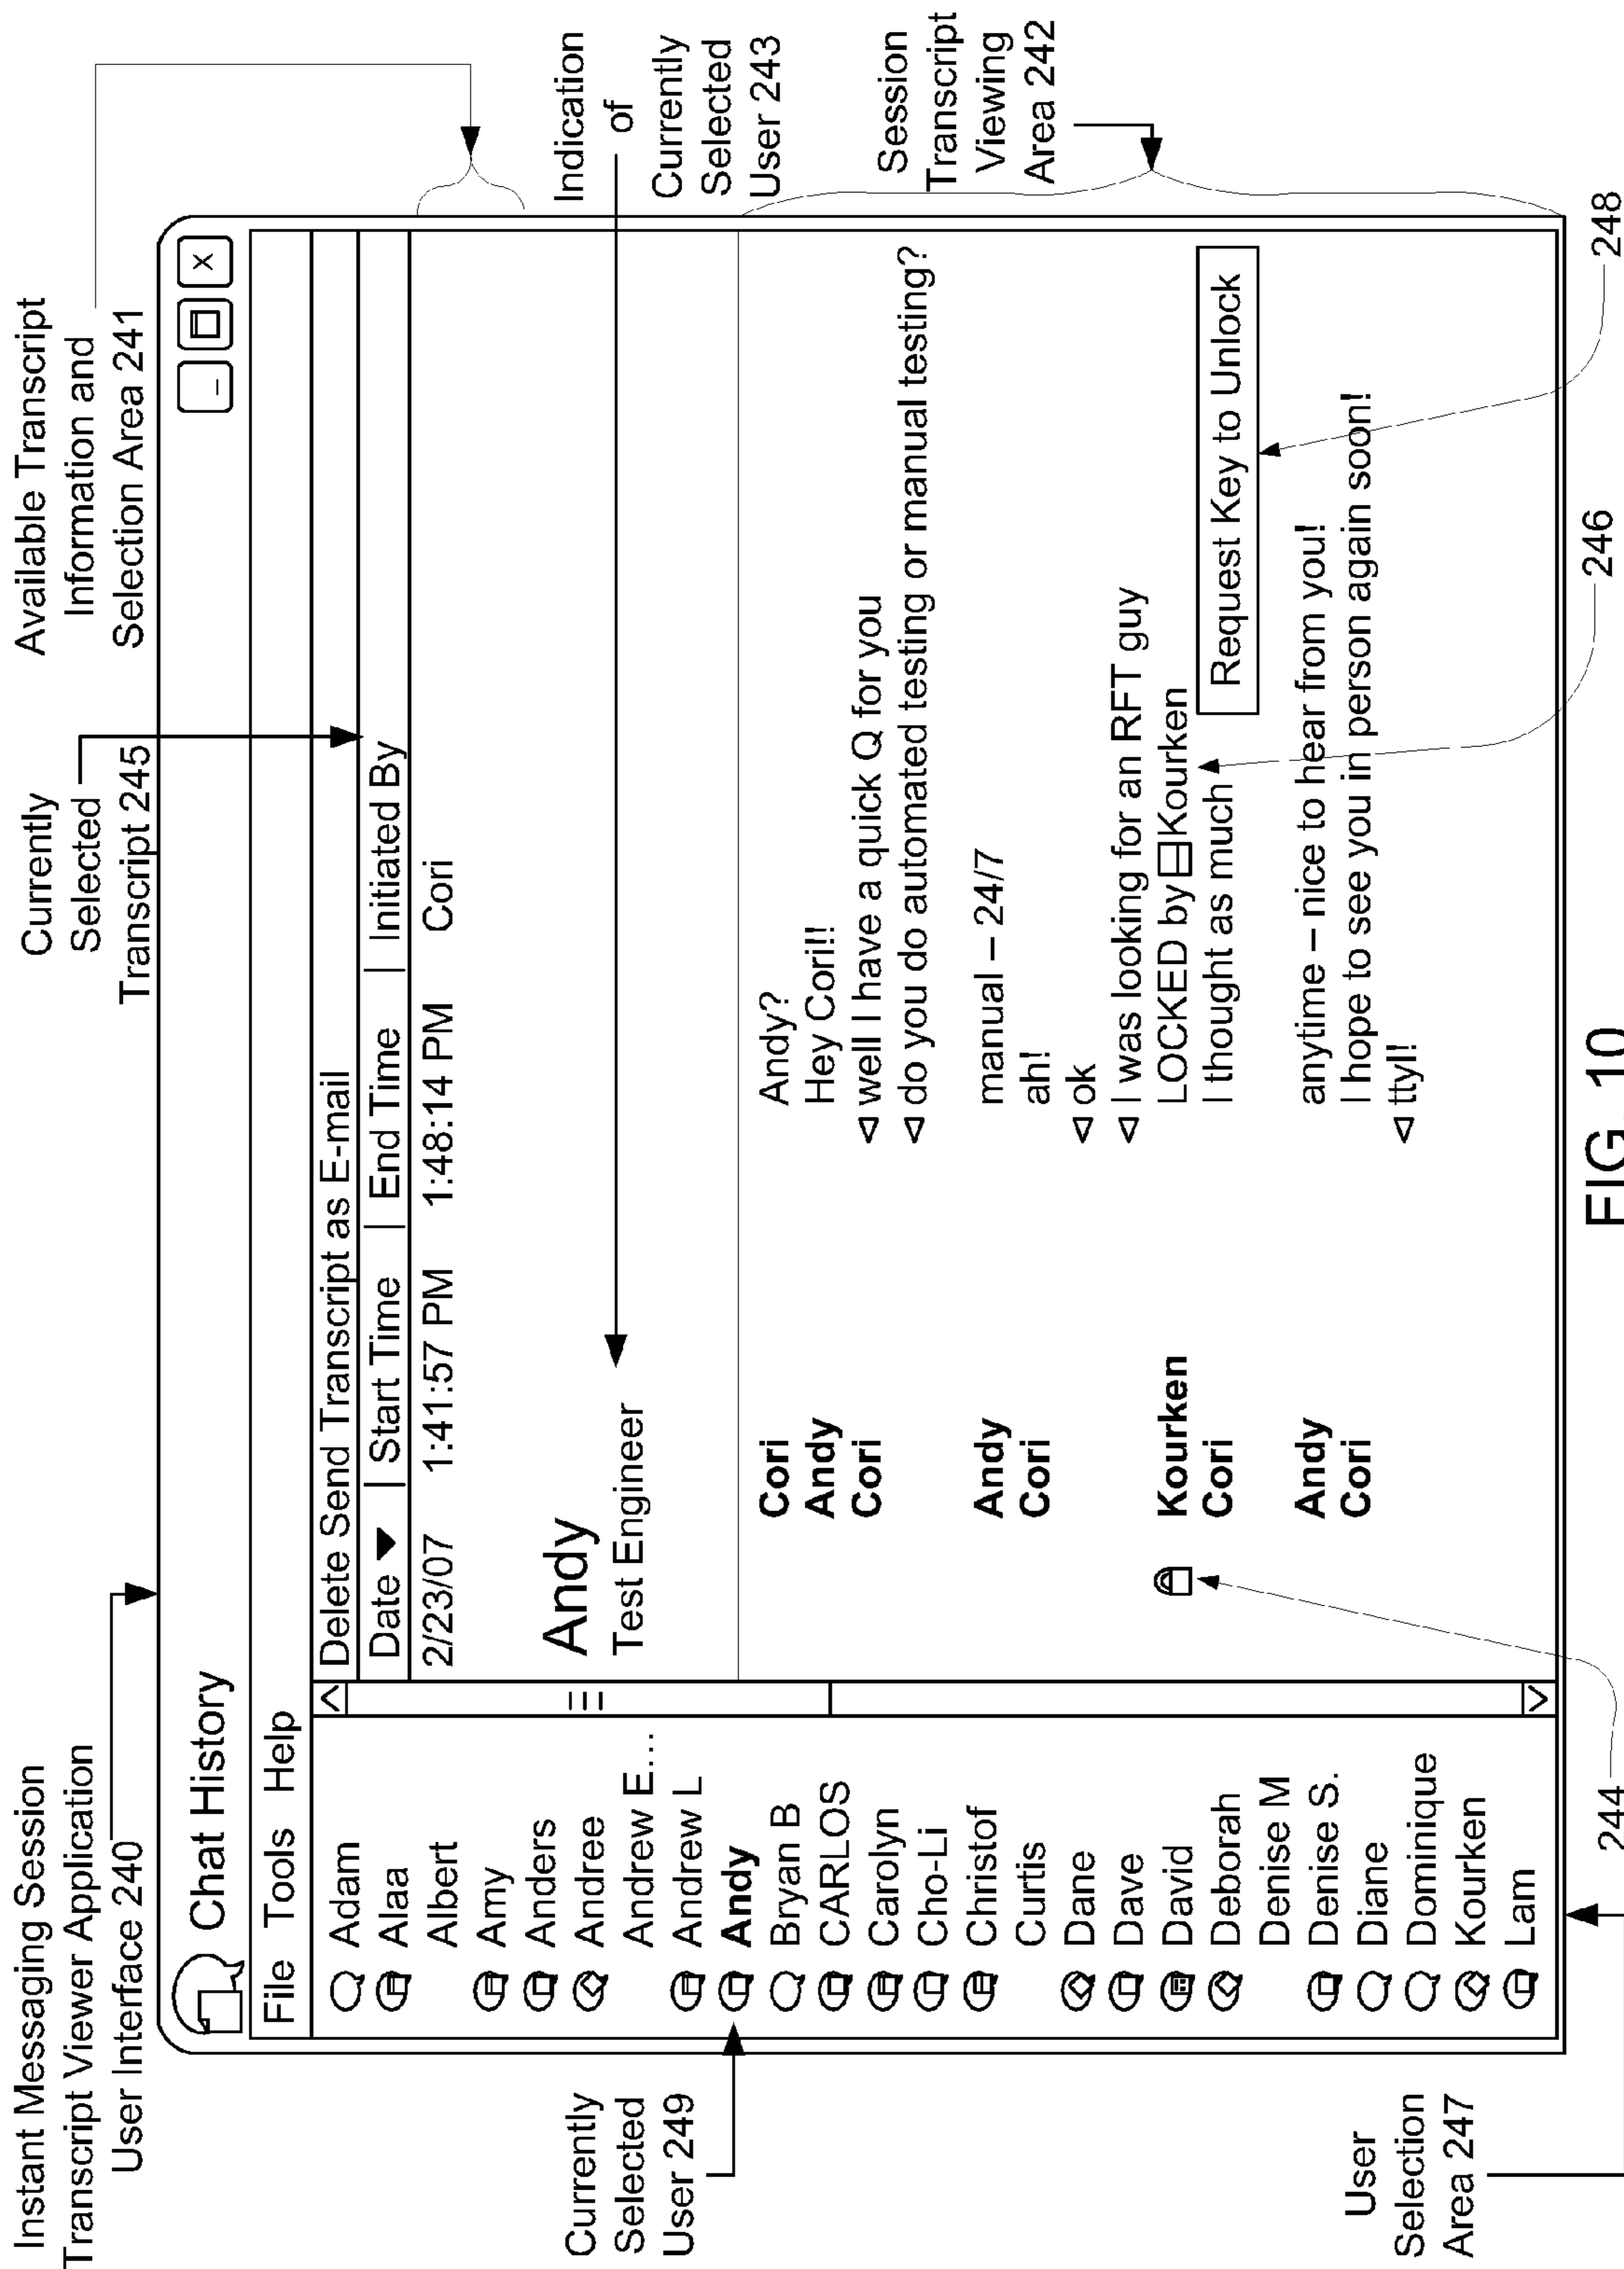 Instant Messaging Session
Transcript Viewer Application
User Interface 240
Currently
Selected
Transcript 245
Available Transcript
Information and
Selection Area 241
Chat History
_ X
File Tools Help
Delete Send Transcript as E-mail
Date | Start Time | End Time | Initiated By
2/23/07 1:41:57 PM 1:48:14 PM Cori
Adam
Alaa
Albert
Amy
Anders
Andree
Andrew E...
Andrew L
Andy
Bryan B
CARLOS
Carolyn
Cho-Li
Christof
Curtis
Dane
Dave
David
Deborah
Denise M
Denise S.
Diane
Dominique
Kourken
Lam
Andy
Test Engineer
Indication
of
Currently
Selected
User 243
Currently
Selected
User 249
Cori Andy?
Andy Hey Cori!!
Cori well I have a quick Q for you
do you do automated testing or manual testing?
Andy manual – 24/7
Cori ah!
ok
I was looking for an RFT guy
Kourken LOCKED by Kourken
Cori I thought as much
Request Key to Unlock
Andy anytime – nice to hear from you!
Cori I hope to see you in person again soon!
ttyl!
Session
Transcript
Viewing
Area 242
User
Selection
Area 247
244
246
248
FIG. 10